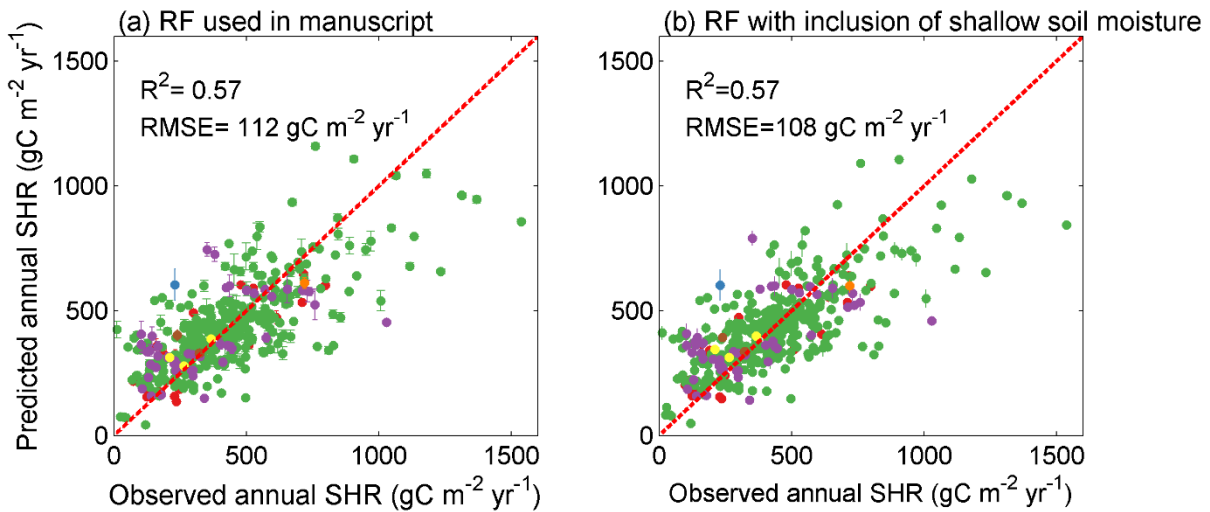 (a) RF used in manuscript
R²= 0.57
RMSE= 112 gC m⁻² yr⁻¹
Predicted annual SHR (gC m⁻² yr⁻¹)
1500
1000
500
0
0 500 1000 1500
Observed annual SHR (gC m⁻² yr⁻¹)
(b) RF with inclusion of shallow soil moisture
R²=0.57
RMSE=108 gC m⁻² yr⁻¹
1500
1000
500
0
0 500 1000 1500
Observed annual SHR (gC m⁻² yr⁻¹)